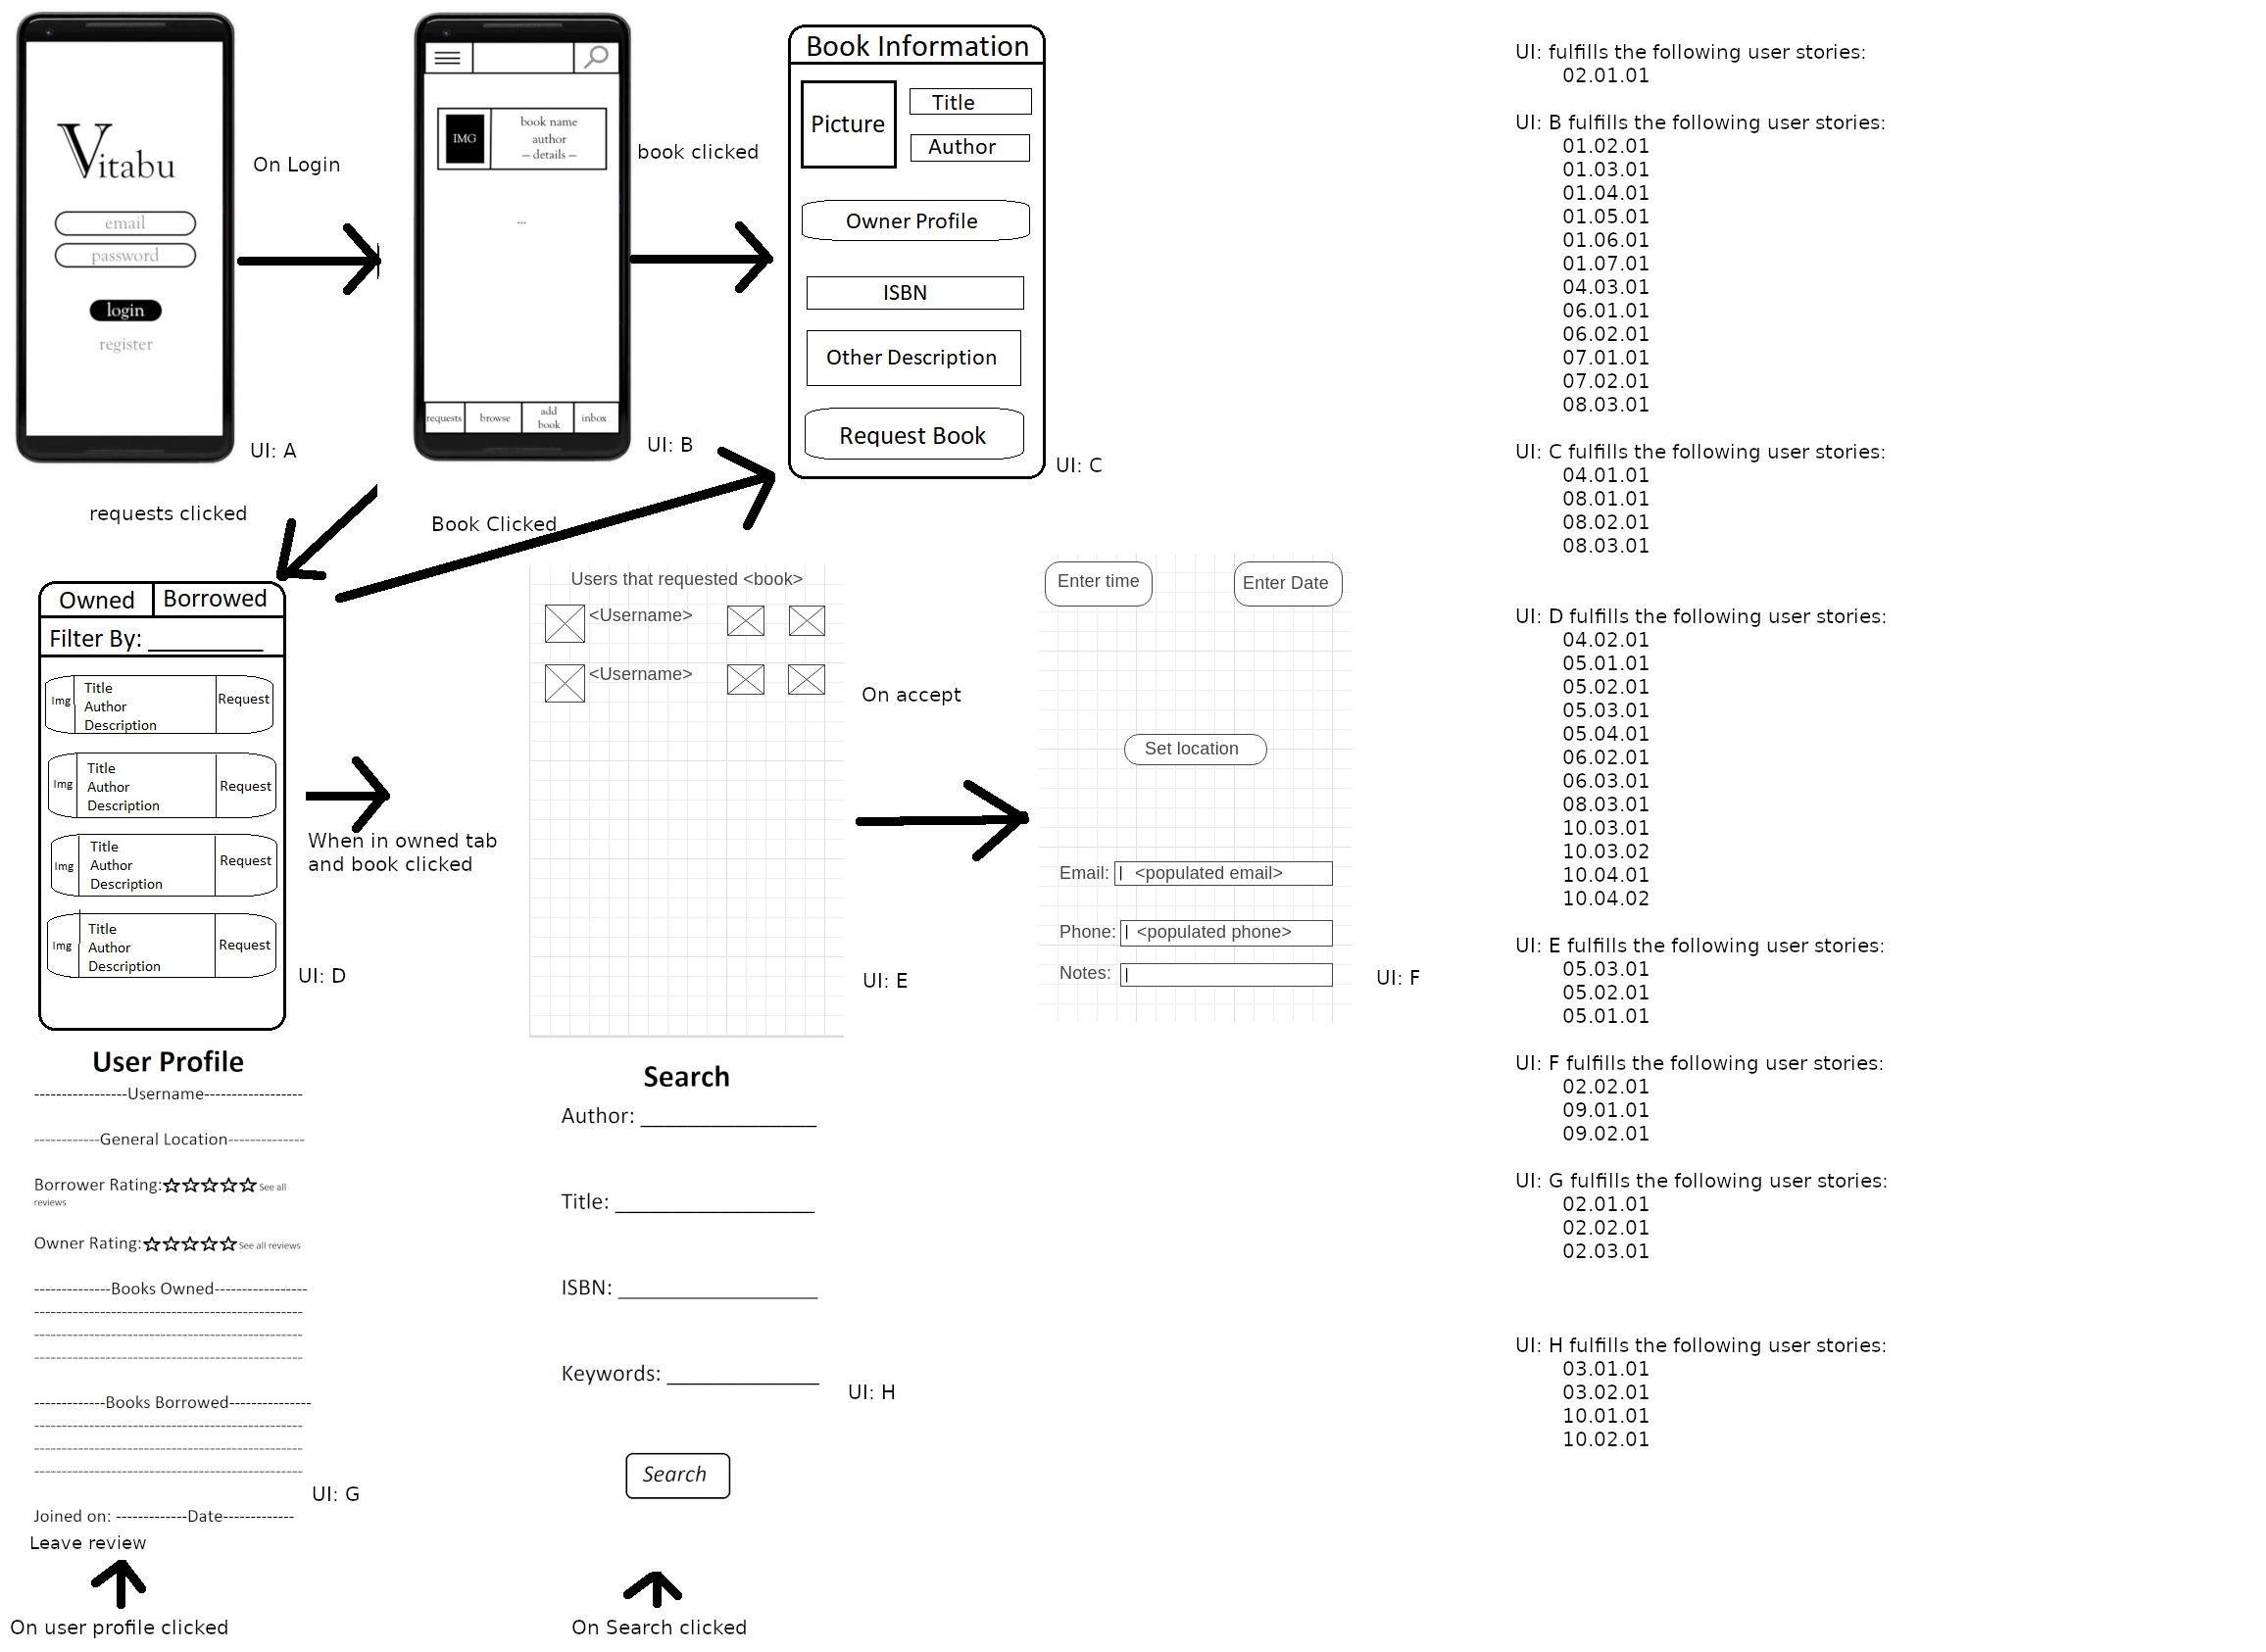 Vitabu
email
password
login
register
UI: A
On Login
IMG
book name
author
– details –
...
requests
browse
add
book
inbox
UI: B
book clicked
Book Information
Picture
Title
Author
Owner Profile
ISBN
Other Description
Request Book
UI: C
requests clicked
Book Clicked
Owned
Borrowed
Filter By: __________
Img
Title
Author
Description
Request
Img
Title
Author
Description
Request
Img
Title
Author
Description
Request
Img
Title
Author
Description
Request
UI: D
When in owned tab
and book clicked
Users that requested <book>
<Username>
<Username>
UI: E
On accept
Enter time
Enter Date
Set location
Email: <populated email>
Phone: <populated phone>
Notes:
UI: F
User Profile
-----------------Username------------------
------------General Location--------------
Borrower Rating:☆☆☆☆☆ See all
reviews
Owner Rating:☆☆☆☆☆ See all reviews
--------------Books Owned-----------------
-------------------------------------------------
-------------------------------------------------
-------------------------------------------------
-------------Books Borrowed---------------
-------------------------------------------------
-------------------------------------------------
-------------------------------------------------
Joined on: -------------Date-------------
Leave review
UI: G
On user profile clicked
Search
Author: _______________
Title: _________________
ISBN: _________________
Keywords: _____________
Search
UI: H
On Search clicked
UI: fulfills the following user stories:
02.01.01
UI: B fulfills the following user stories:
01.02.01
01.03.01
01.04.01
01.05.01
01.06.01
01.07.01
04.03.01
06.01.01
06.02.01
07.01.01
07.02.01
08.03.01
UI: C fulfills the following user stories:
04.01.01
08.01.01
08.02.01
08.03.01
UI: D fulfills the following user stories:
04.02.01
05.01.01
05.02.01
05.03.01
05.04.01
06.02.01
06.03.01
08.03.01
10.03.01
10.03.02
10.04.01
10.04.02
UI: E fulfills the following user stories:
05.03.01
05.02.01
05.01.01
UI: F fulfills the following user stories:
02.02.01
09.01.01
09.02.01
UI: G fulfills the following user stories:
02.01.01
02.02.01
02.03.01
UI: H fulfills the following user stories:
03.01.01
03.02.01
10.01.01
10.02.01